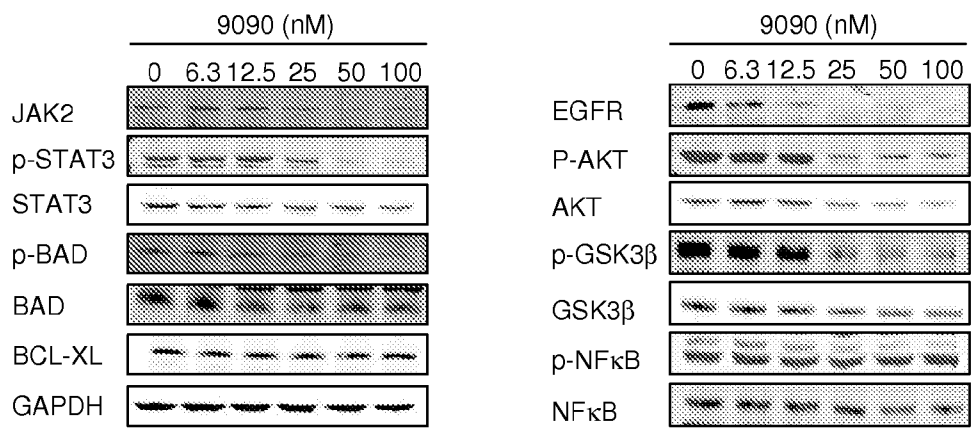 9090 (nM)
0 6.3 12.5 25 50 100
JAK2
p-STAT3
STAT3
p-BAD
BAD
BCL-XL
GAPDH
9090 (nM)
0 6.3 12.5 25 50 100
EGFR
P-AKT
AKT
p-GSK3β
GSK3β
p-NFκB
NFκB